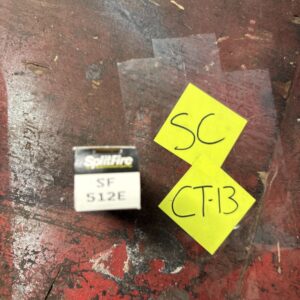 SplitFire
SF
512E
SC
CT-13